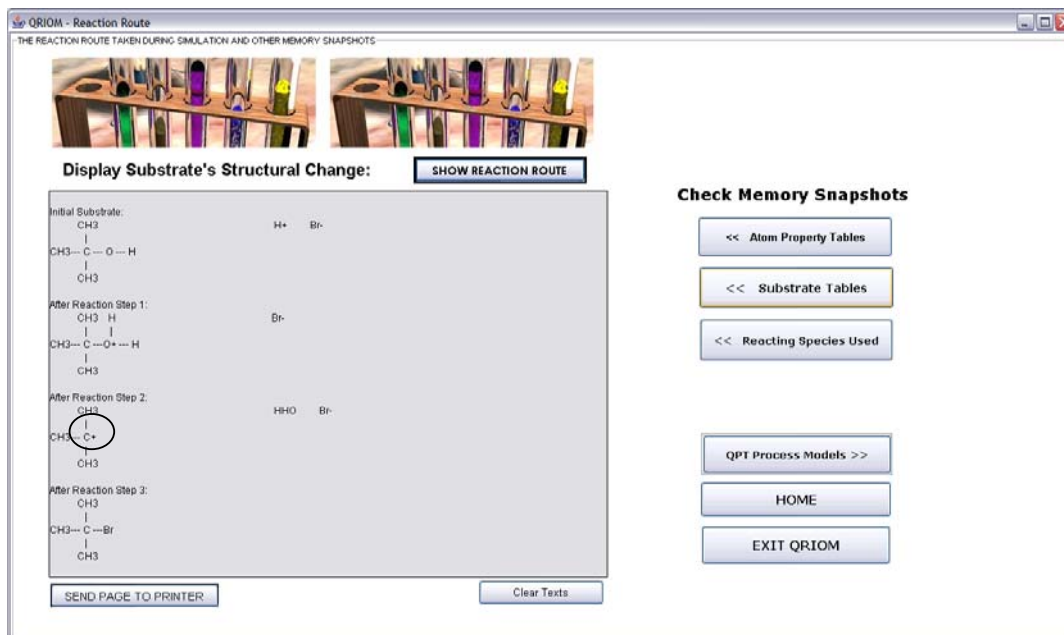 QRIOM - Reaction Route
THE REACTION ROUTE TAKEN DURING SIMULATION AND OTHER MEMORY SNAPSHOTS
Display Substrate's Structural Change:
SHOW REACTION ROUTE
Initial Substrate:
CH3 H+ Br-
|
CH3--- C --- O --- H
|
CH3
After Reaction Step 1:
CH3 H Br-
| |
CH3--- C ---O+--- H
|
CH3
After Reaction Step 2:
CH3 HHO Br-
|
CH3--- C+
|
CH3
After Reaction Step 3:
CH3
|
CH3--- C ---Br
|
CH3
SEND PAGE TO PRINTER
Clear Texts
Check Memory Snapshots
<< Atom Property Tables
<< Substrate Tables
<< Reacting Species Used
QPT Process Models >>
HOME
EXIT QRIOM